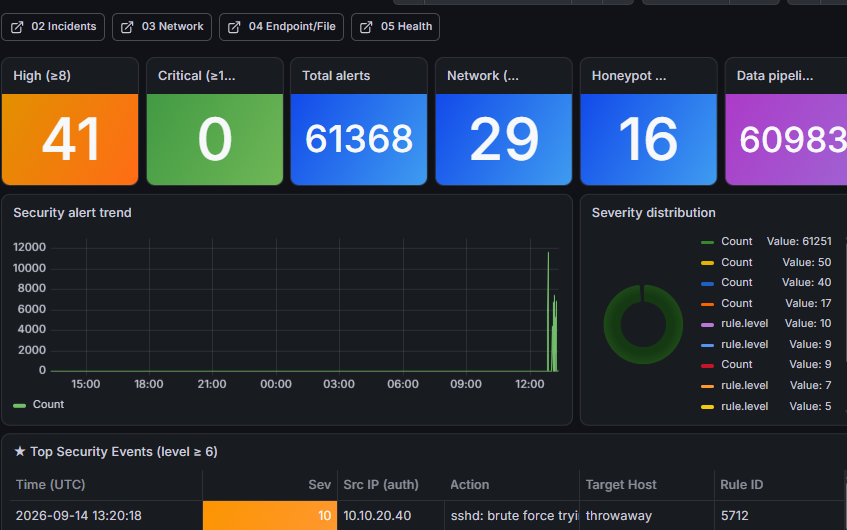 02 Incidents 03 Network 04 Endpoint/File 05 Health
High (≥8) Critical (≥1... Total alerts Network (... Honeypot ... Data pipeli...
41 0 61368 29 16 60983
Security alert trend
12000
10000
8000
6000
4000
2000
0
15:00 18:00 21:00 00:00 03:00 06:00 09:00 12:00
Count
Severity distribution
Count Value: 61251
Count Value: 50
Count Value: 40
Count Value: 17
rule.level Value: 10
rule.level Value: 9
Count Value: 9
rule.level Value: 7
rule.level Value: 5
★ Top Security Events (level ≥ 6)
Time (UTC) Sev Src IP (auth) Action Target Host Rule ID
2026-09-14 13:20:18 10 10.10.20.40 sshd: brute force tryi throwaway 5712